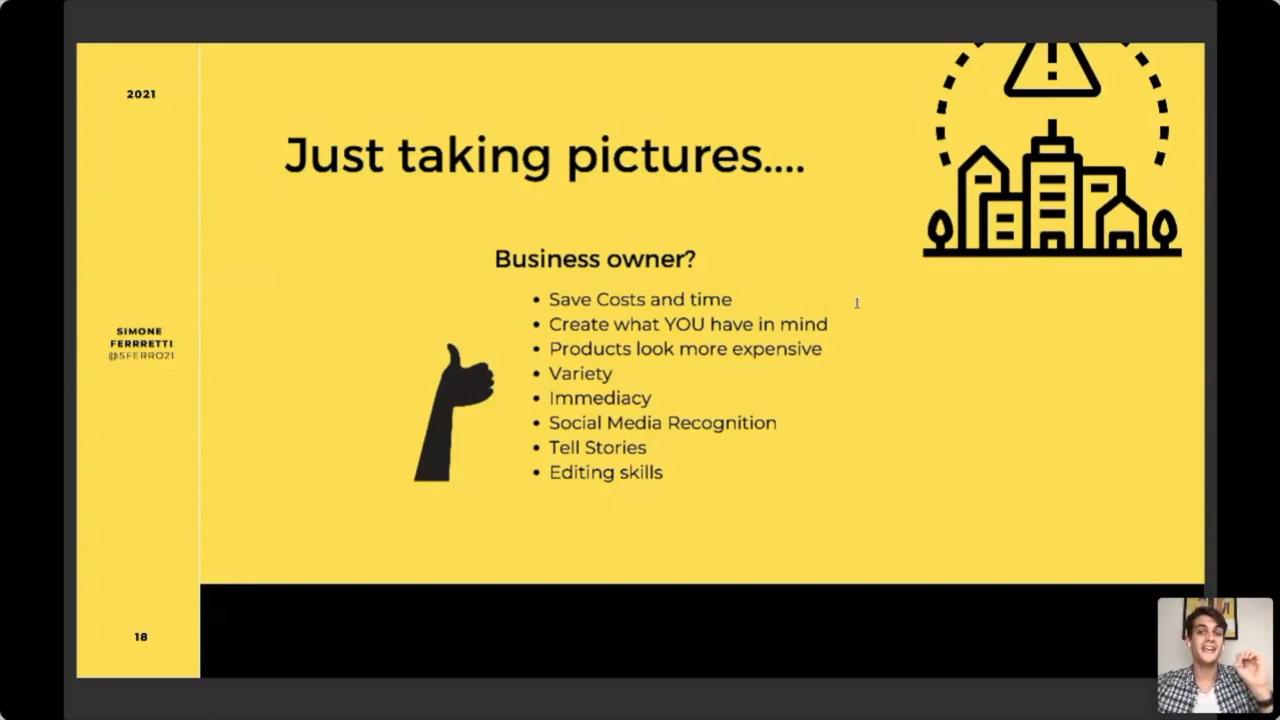 2021
Just taking pictures....
Business owner?
• Save Costs and time
• Create what YOU have in mind
• Products look more expensive
• Variety
• Immediacy
• Social Media Recognition
• Tell Stories
• Editing skills
SIMONE
FERRRETTI
@SFERRO21
18